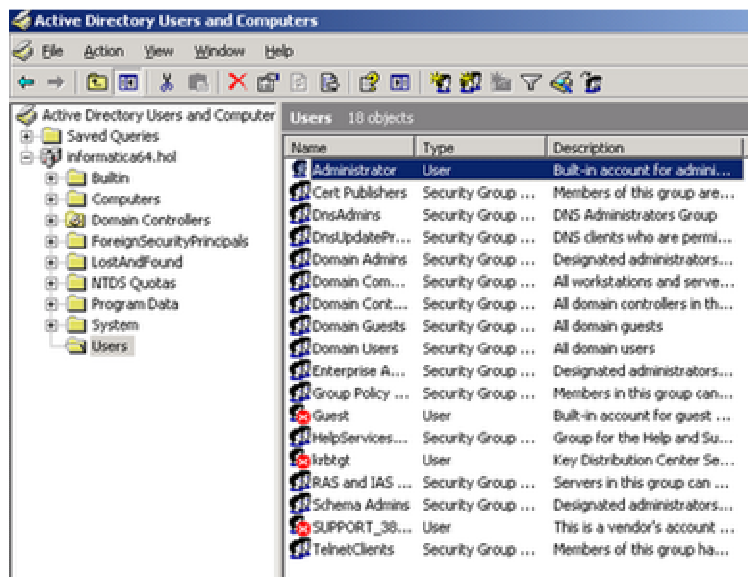 Active Directory Users and Computers
File Action View Window Help
Active Directory Users and Computer
Saved Queries
informatica64.hol
Builtin
Computers
Domain Controllers
ForeignSecurityPrincipals
LostAndFound
NTDS Quotas
Program Data
System
Users
Users 18 objects
Name Type Description
Administrator User Built-in account for admini...
Cert Publishers Security Group ... Members of this group are...
DnsAdmins Security Group ... DNS Administrators Group
DnsUpdatePr... Security Group ... DNS clients who are permi...
Domain Admins Security Group ... Designated administrators...
Domain Com... Security Group ... All workstations and serve...
Domain Cont... Security Group ... All domain controllers in th...
Domain Guests Security Group ... All domain guests
Domain Users Security Group ... All domain users
Enterprise A... Security Group ... Designated administrators...
Group Policy ... Security Group ... Members in this group can...
Guest User Built-in account for guest ...
HelpServices... Security Group ... Group for the Help and Su...
krbtgt User Key Distribution Center Se...
RAS and IAS ... Security Group ... Servers in this group can ...
Schema Admins Security Group ... Designated administrators...
SUPPORT_38... User This is a vendor's account ...
TelnetClients Security Group ... Members of this group ha...